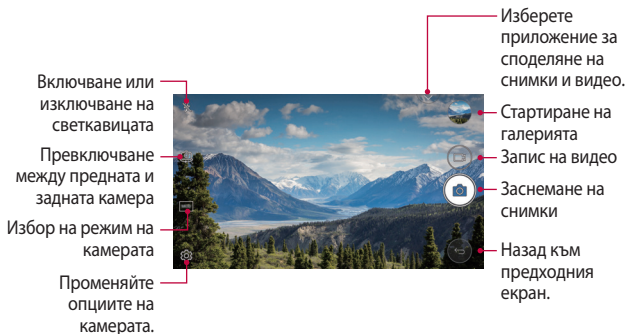 Включване или
изключване на
светкавицата
Превключване
между предната и
задната камера
Избор на режим на
камерата
Променяйте
опциите на
камерата.
Изберете
приложение за
споделяне на
снимки и видео.
Стартиране на
галерията
Запис на видео
Заснемане на
снимки
Назад към
предходния
екран.